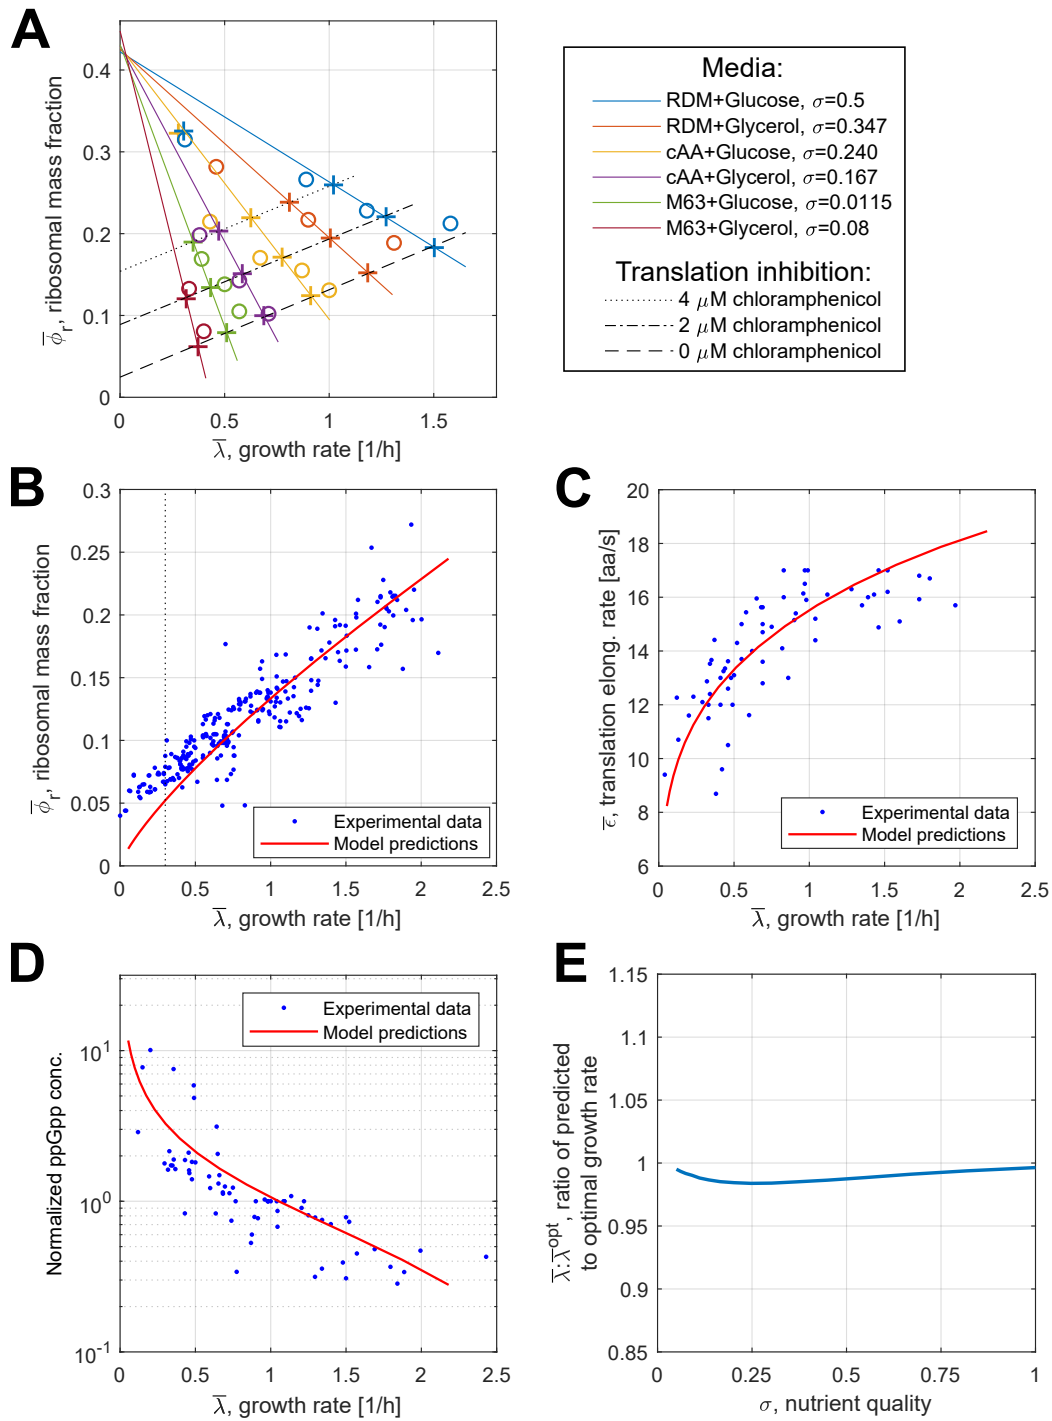 A
0.4
0.3
0.2
0.1
0
0
0.5
1
1.5
ϕ̅r, ribosomal mass fraction
λ̅, growth rate [1/h]
Media:
RDM+Glucose, σ=0.5
RDM+Glycerol, σ=0.347
cAA+Glucose, σ=0.240
cAA+Glycerol, σ=0.167
M63+Glucose, σ=0.0115
M63+Glycerol, σ=0.08
Translation inhibition:
4 μM chloramphenicol
2 μM chloramphenicol
0 μM chloramphenicol
B
0.3
0.25
0.2
0.15
0.1
0.05
0
0
0.5
1
1.5
2
2.5
ϕ̅r, ribosomal mass fraction
λ̅, growth rate [1/h]
Experimental data
Model predictions
C
20
18
16
14
12
10
8
6
0
0.5
1
1.5
2
2.5
ϵ̅, translation elong. rate [aa/s]
λ̅, growth rate [1/h]
Experimental data
Model predictions
D
10^1
10^0
10^-1
0
0.5
1
1.5
2
2.5
Normalized ppGpp conc.
λ̅, growth rate [1/h]
Experimental data
Model predictions
E
1.15
1.1
1.05
1
0.95
0.9
0.85
0
0.25
0.5
0.75
1
λ̅:λ̅^opt, ratio of predicted
to optimal growth rate
σ, nutrient quality